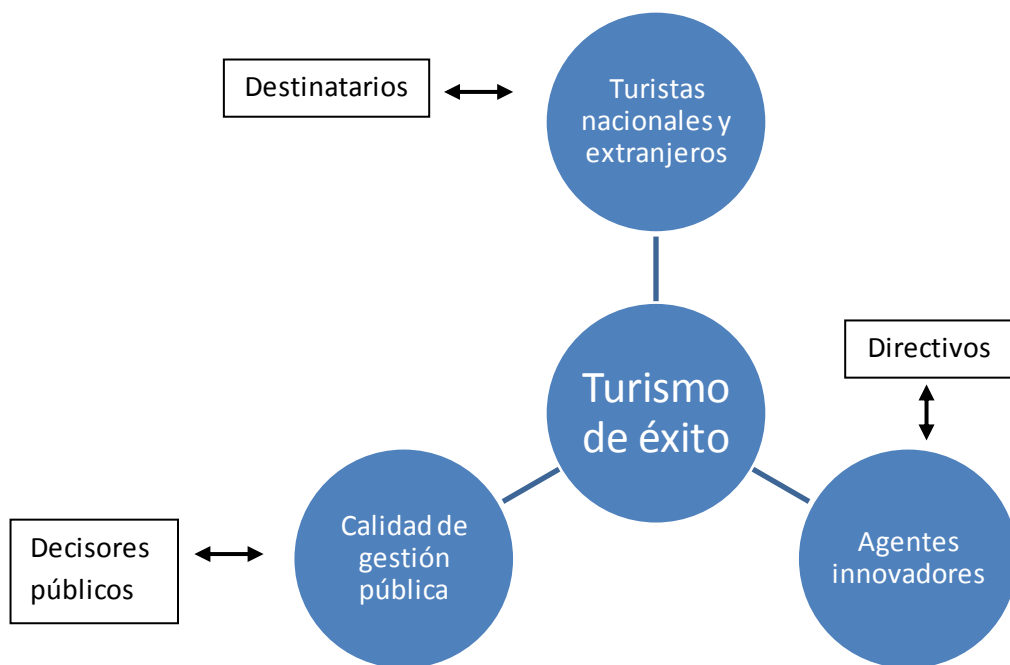 Destinatarios
Turistas
nacionales y
extranjeros
Directivos
Turismo
de éxito
Decisores
públicos
Calidad de
gestión
pública
Agentes
innovadores